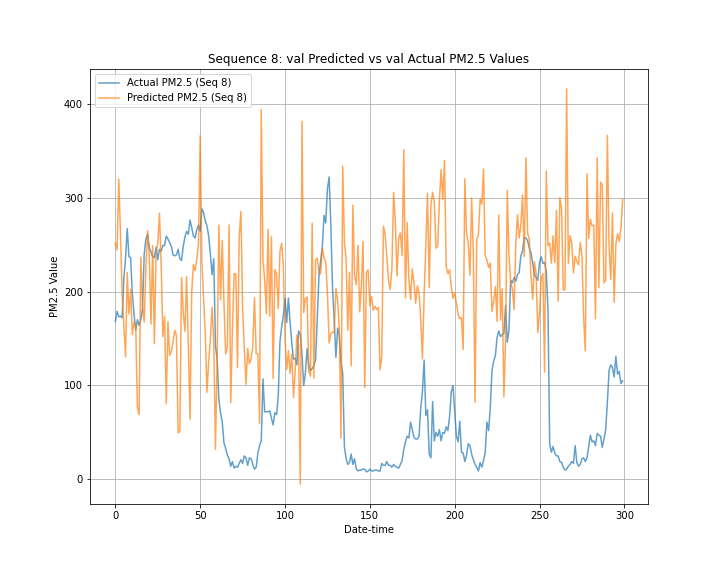 Sequence 8: val Predicted vs val Actual PM2.5 Values
Actual PM2.5 (Seq 8)
Predicted PM2.5 (Seq 8)
400
300
200
100
0
PM2.5 Value
0 50 100 150 200 250 300
Date-time